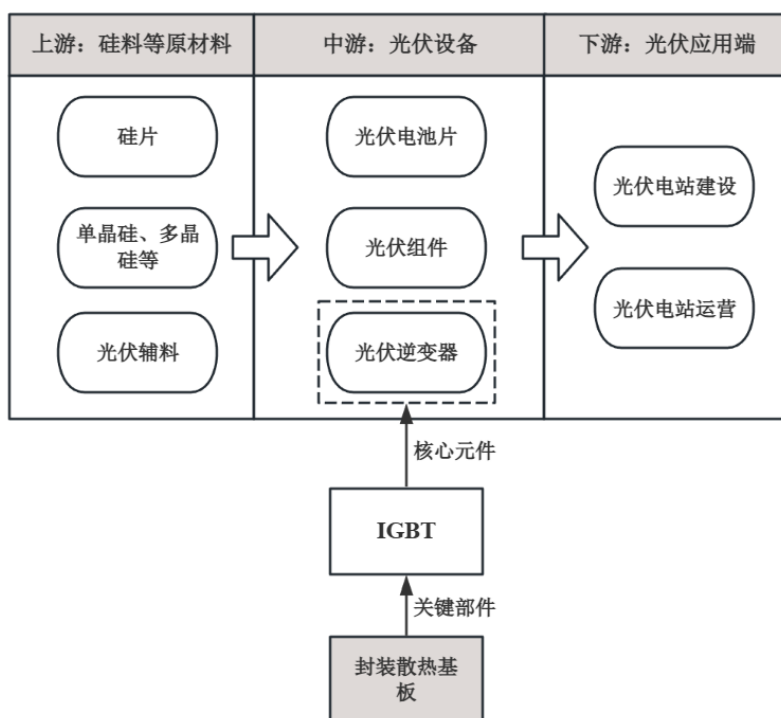 上游：硅料等原材料
中游：光伏设备
下游：光伏应用端
硅片
单晶硅、多晶
硅等
光伏辅料
光伏电池片
光伏组件
光伏逆变器
光伏电站建设
光伏电站运营
核心元件
IGBT
关键部件
封装散热基
板